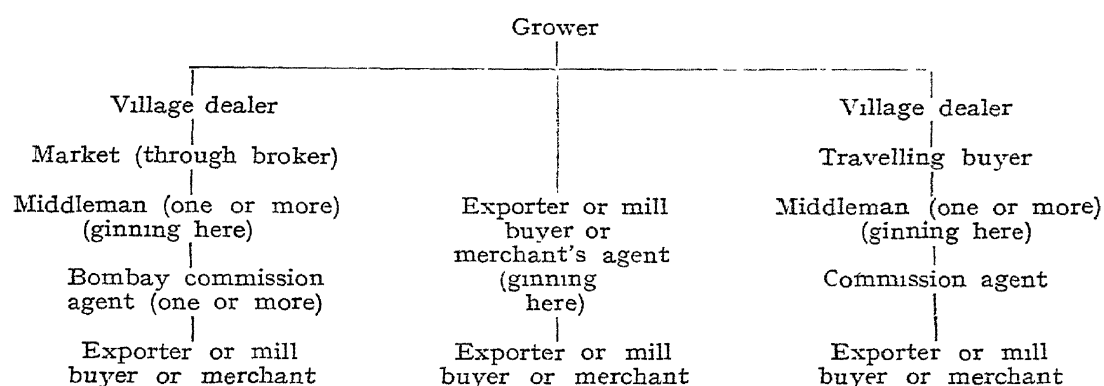 Grower
Village dealer
Market (through broker)
Middleman (one or more)
(ginning here)
Bombay commission
agent (one or more)
Exporter or mill
buyer or merchant
Exporter or mill
buyer or
merchant's agent
(ginning
here)
Exporter or mill
buyer or merchant
Village dealer
Travelling buyer
Middleman (one or more)
(ginning here)
Commission agent
Exporter or mill
buyer or merchant